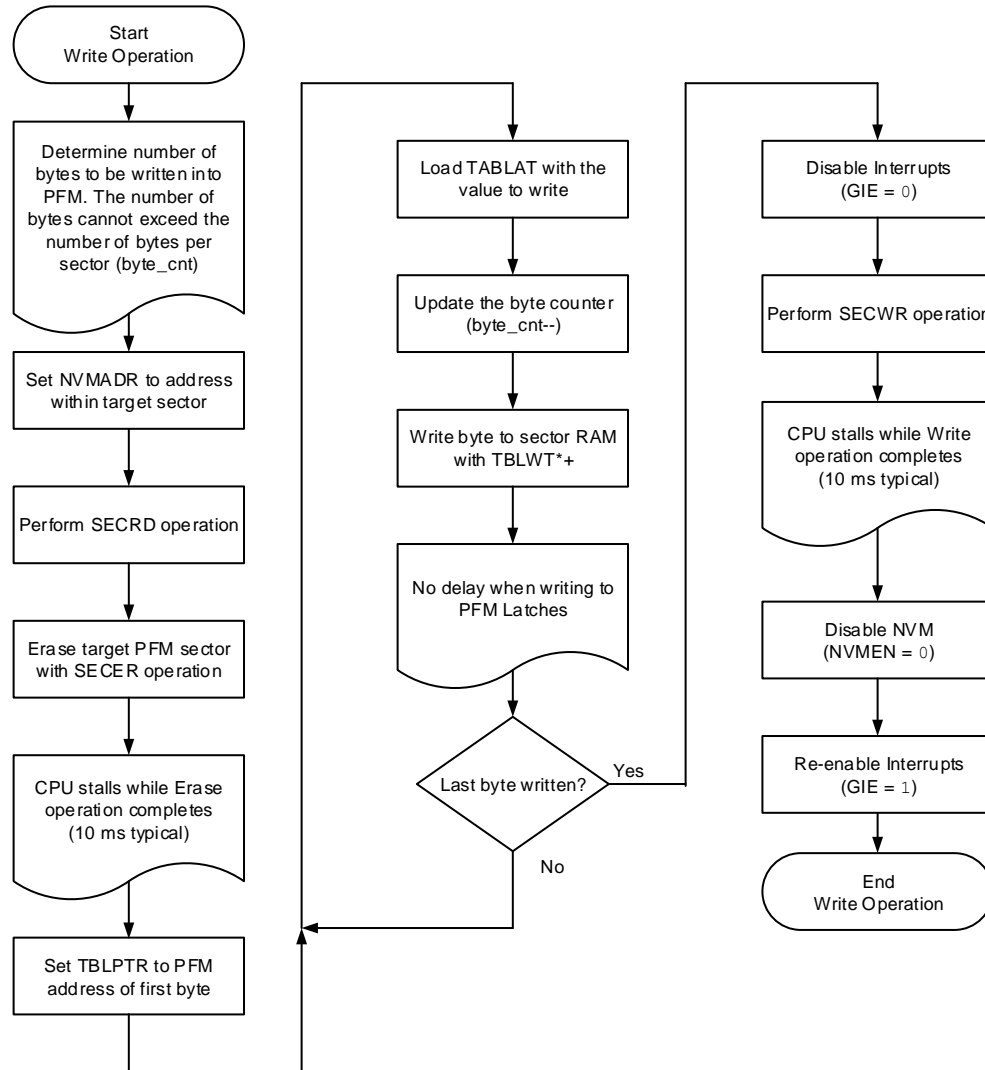 Start
Write Operation
Determine number of
bytes to be written into
PFM. The number of
bytes cannot exceed the
number of bytes per
sector (byte_cnt)
Set NVMADR to address
within target sector
Perform SECRD operation
Erase target PFM sector
with SECER operation
CPU stalls while Erase
operation completes
(10 ms typical)
Set TBLPTR to PFM
address of first byte
Load TABLAT with the
value to write
Update the byte counter
(byte_cnt--)
Write byte to sector RAM
with TBLWT*+
No delay when writing to
PFM Latches
Last byte written?
Yes
No
Disable Interrupts
(GIE = 0)
Perform SECWR operation
CPU stalls while Write
operation completes
(10 ms typical)
Disable NVM
(NVMEN = 0)
Re-enable Interrupts
(GIE = 1)
End
Write Operation